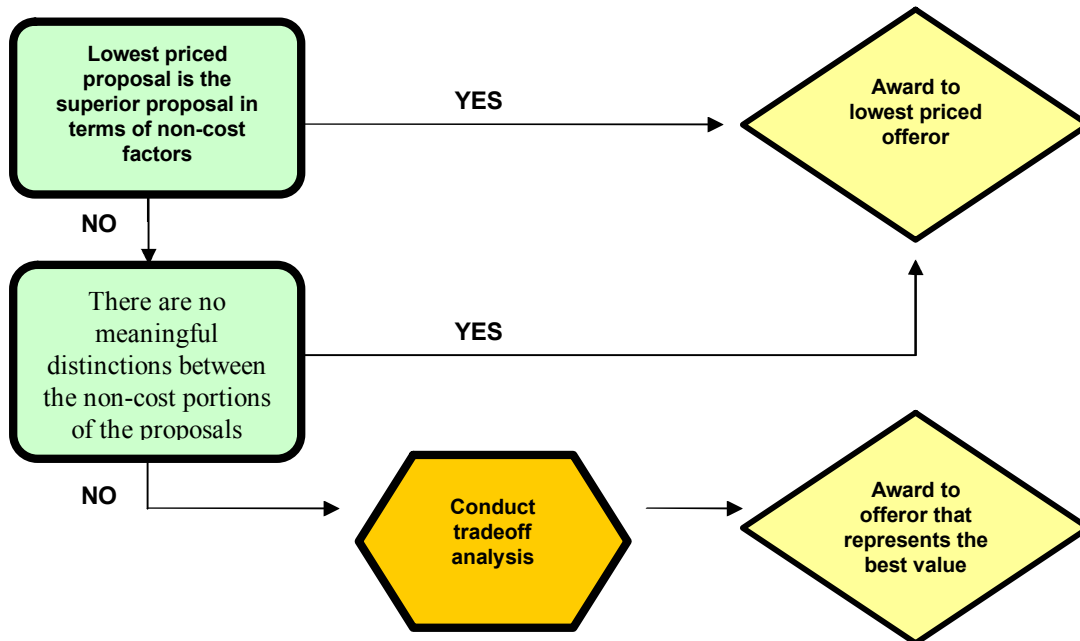 Lowest priced
proposal is the
superior proposal in
terms of non-cost
factors
YES
Award to
lowest priced
offeror
NO
There are no
meaningful
distinctions between
the non-cost portions
of the proposals
YES
NO
Conduct
tradeoff
analysis
Award to
offeror that
represents the
best value